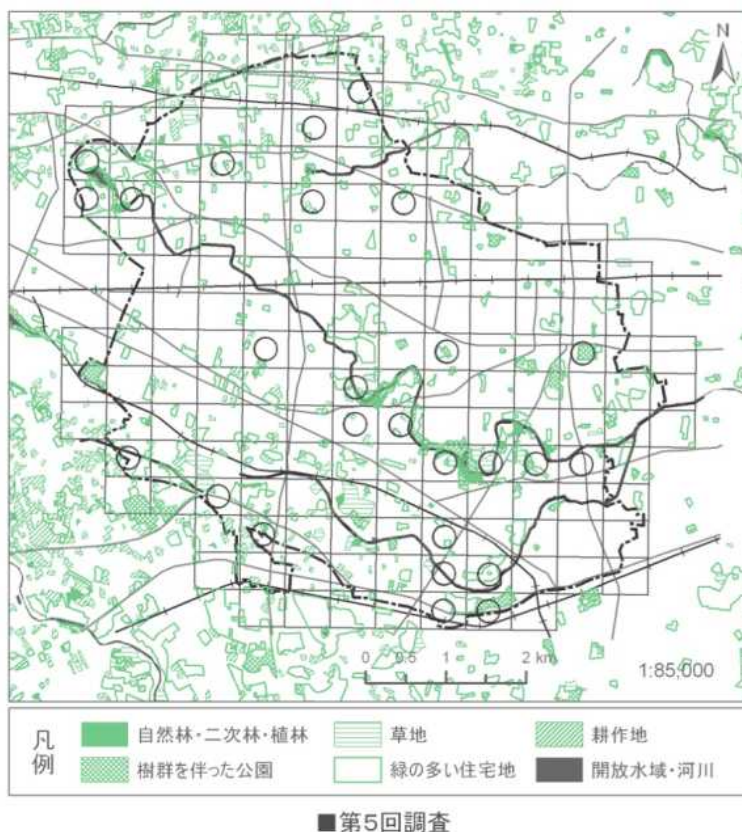 N
0 0.5 1 2 km
1:85,000
凡例
自然林・二次林・植林
草地
耕作地
樹群を伴った公園
緑の多い住宅地
開放水域・河川
■第5回調査